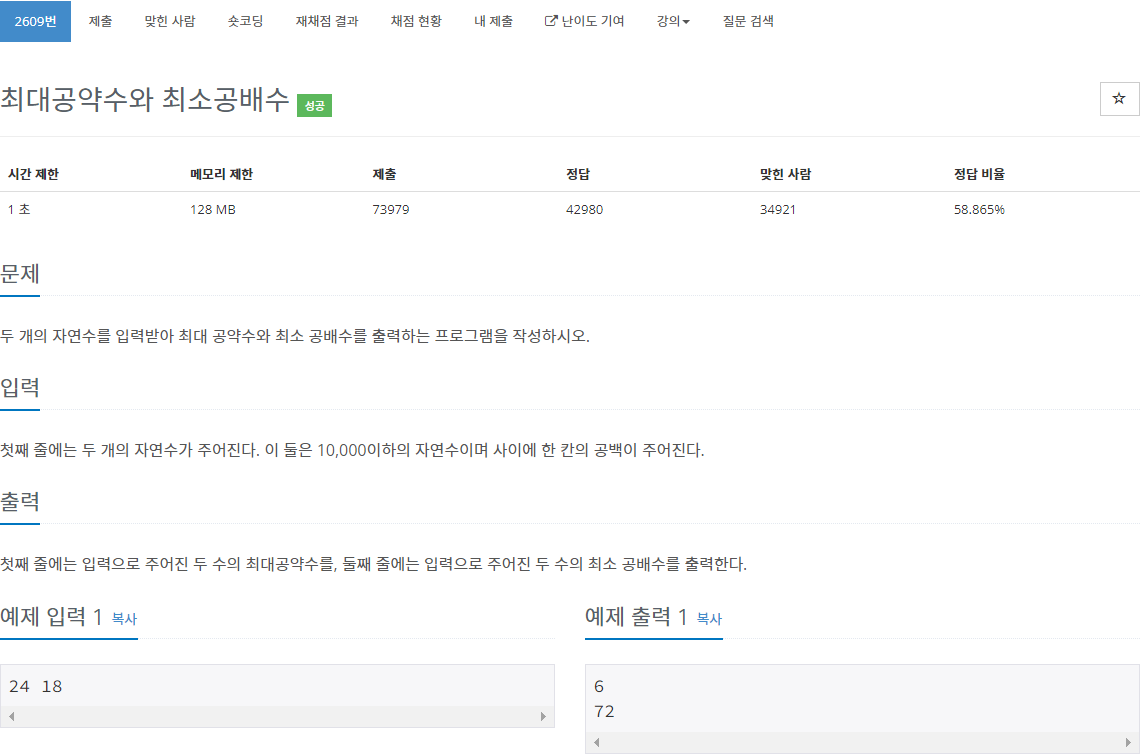 2609번 제출 맞힌 사람 숏코딩 재채점 결과 채점 현황 내 제출 난이도 기여 강의 질문 검색
최대공약수와 최소공배수 성공
시간 제한 메모리 제한 제출 정답 맞힌 사람 정답 비율
1 초 128 MB 73979 42980 34921 58.865%
문제
두 개의 자연수를 입력받아 최대 공약수와 최소 공배수를 출력하는 프로그램을 작성하시오.
입력
첫째 줄에는 두 개의 자연수가 주어진다. 이 둘은 10,000이하의 자연수이며 사이에 한 칸의 공백이 주어진다.
출력
첫째 줄에는 입력으로 주어진 두 수의 최대공약수를, 둘째 줄에는 입력으로 주어진 두 수의 최소 공배수를 출력한다.
예제 입력 1 복사
24 18
예제 출력 1 복사
6
72